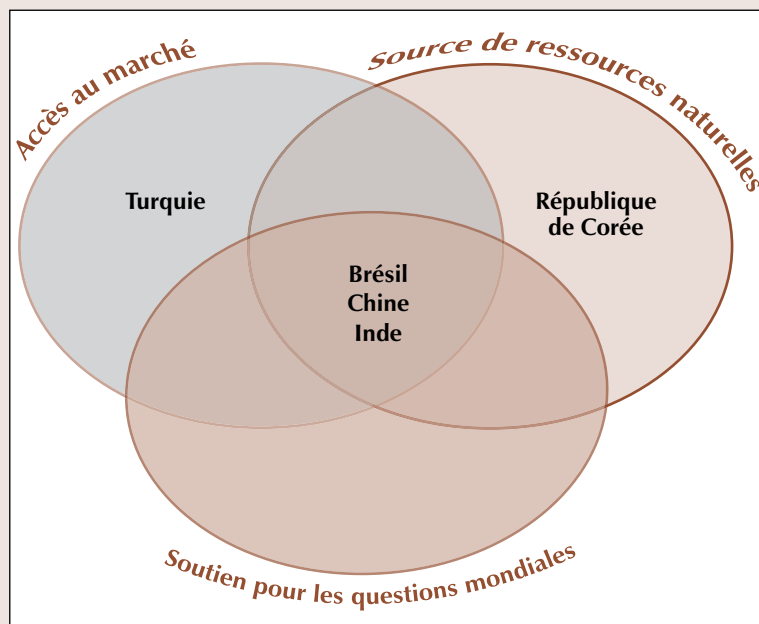 Accès au marché
Source de ressources naturelles
Turquie
République
de Corée
Brésil
Chine
Inde
Soutien pour les questions mondiales